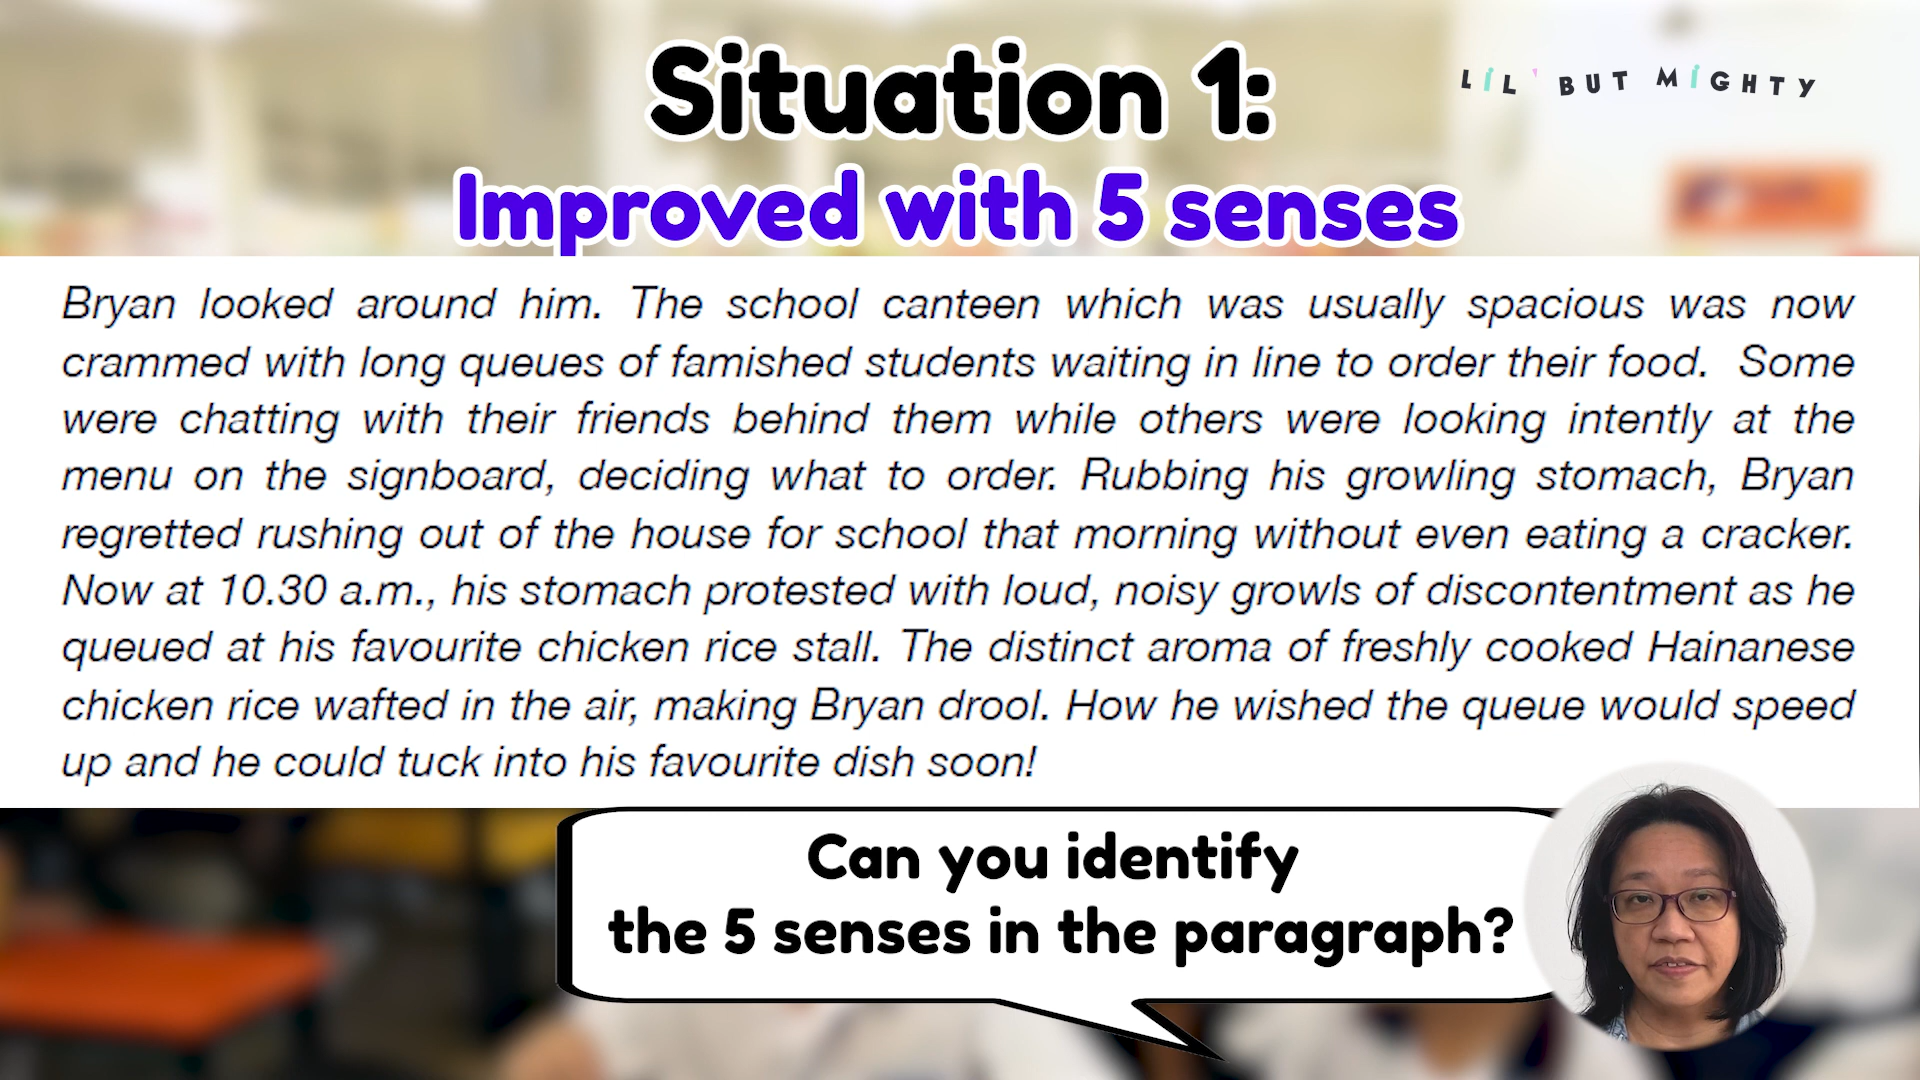 Situation 1:
LIL' BUT MIGHTY
Improved with 5 senses
Bryan looked around him. The school canteen which was usually spacious was now
crammed with long queues of famished students waiting in line to order their food. Some
were chatting with their friends behind them while others were looking intently at the
menu on the signboard, deciding what to order. Rubbing his growling stomach, Bryan
regretted rushing out of the house for school that morning without even eating a cracker.
Now at 10.30 a.m., his stomach protested with loud, noisy growls of discontentment as he
queued at his favourite chicken rice stall. The distinct aroma of freshly cooked Hainanese
chicken rice wafted in the air, making Bryan drool. How he wished the queue would speed
up and he could tuck into his favourite dish soon!
Can you identify
the 5 senses in the paragraph?